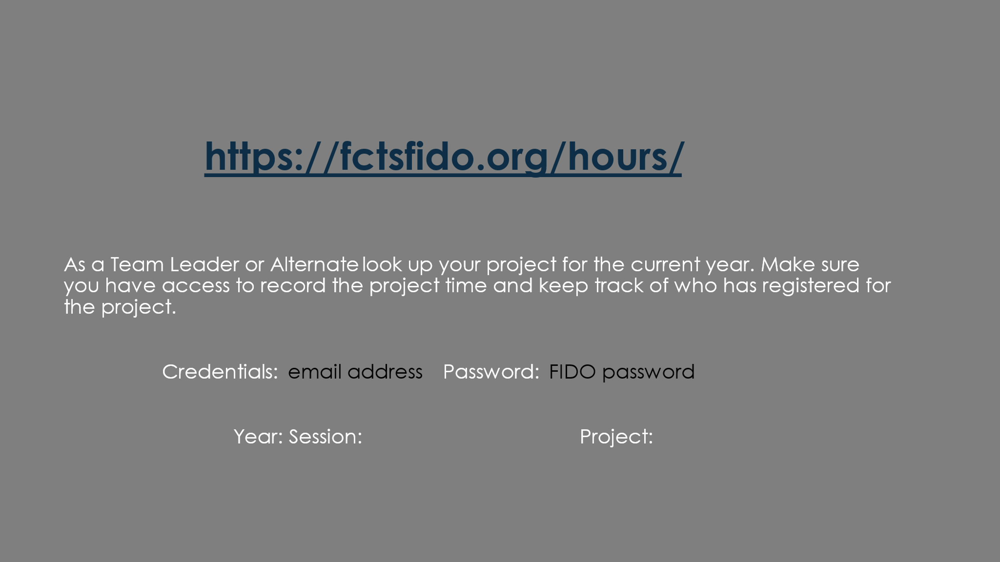 https://fctsfido.org/hours/
As a Team Leader or Alternate look up your project for the current year. Make sure
you have access to record the project time and keep track of who has registered for
the project.
Credentials: email address Password: FIDO password
Year: Session: Project: